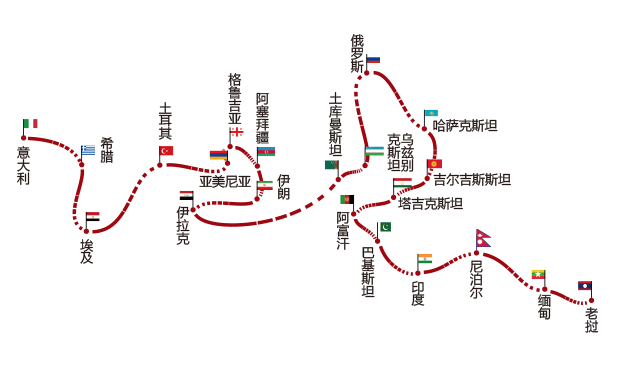 意大利
希腊
埃及
土耳其
亚美尼亚
格鲁吉亚
阿塞拜疆
伊朗
伊拉克
土库曼斯坦
乌兹别
克斯坦
俄罗斯
哈萨克斯坦
吉尔吉斯斯坦
塔吉克斯坦
阿富汗
巴基斯坦
印度
尼泊尔
缅甸
老挝